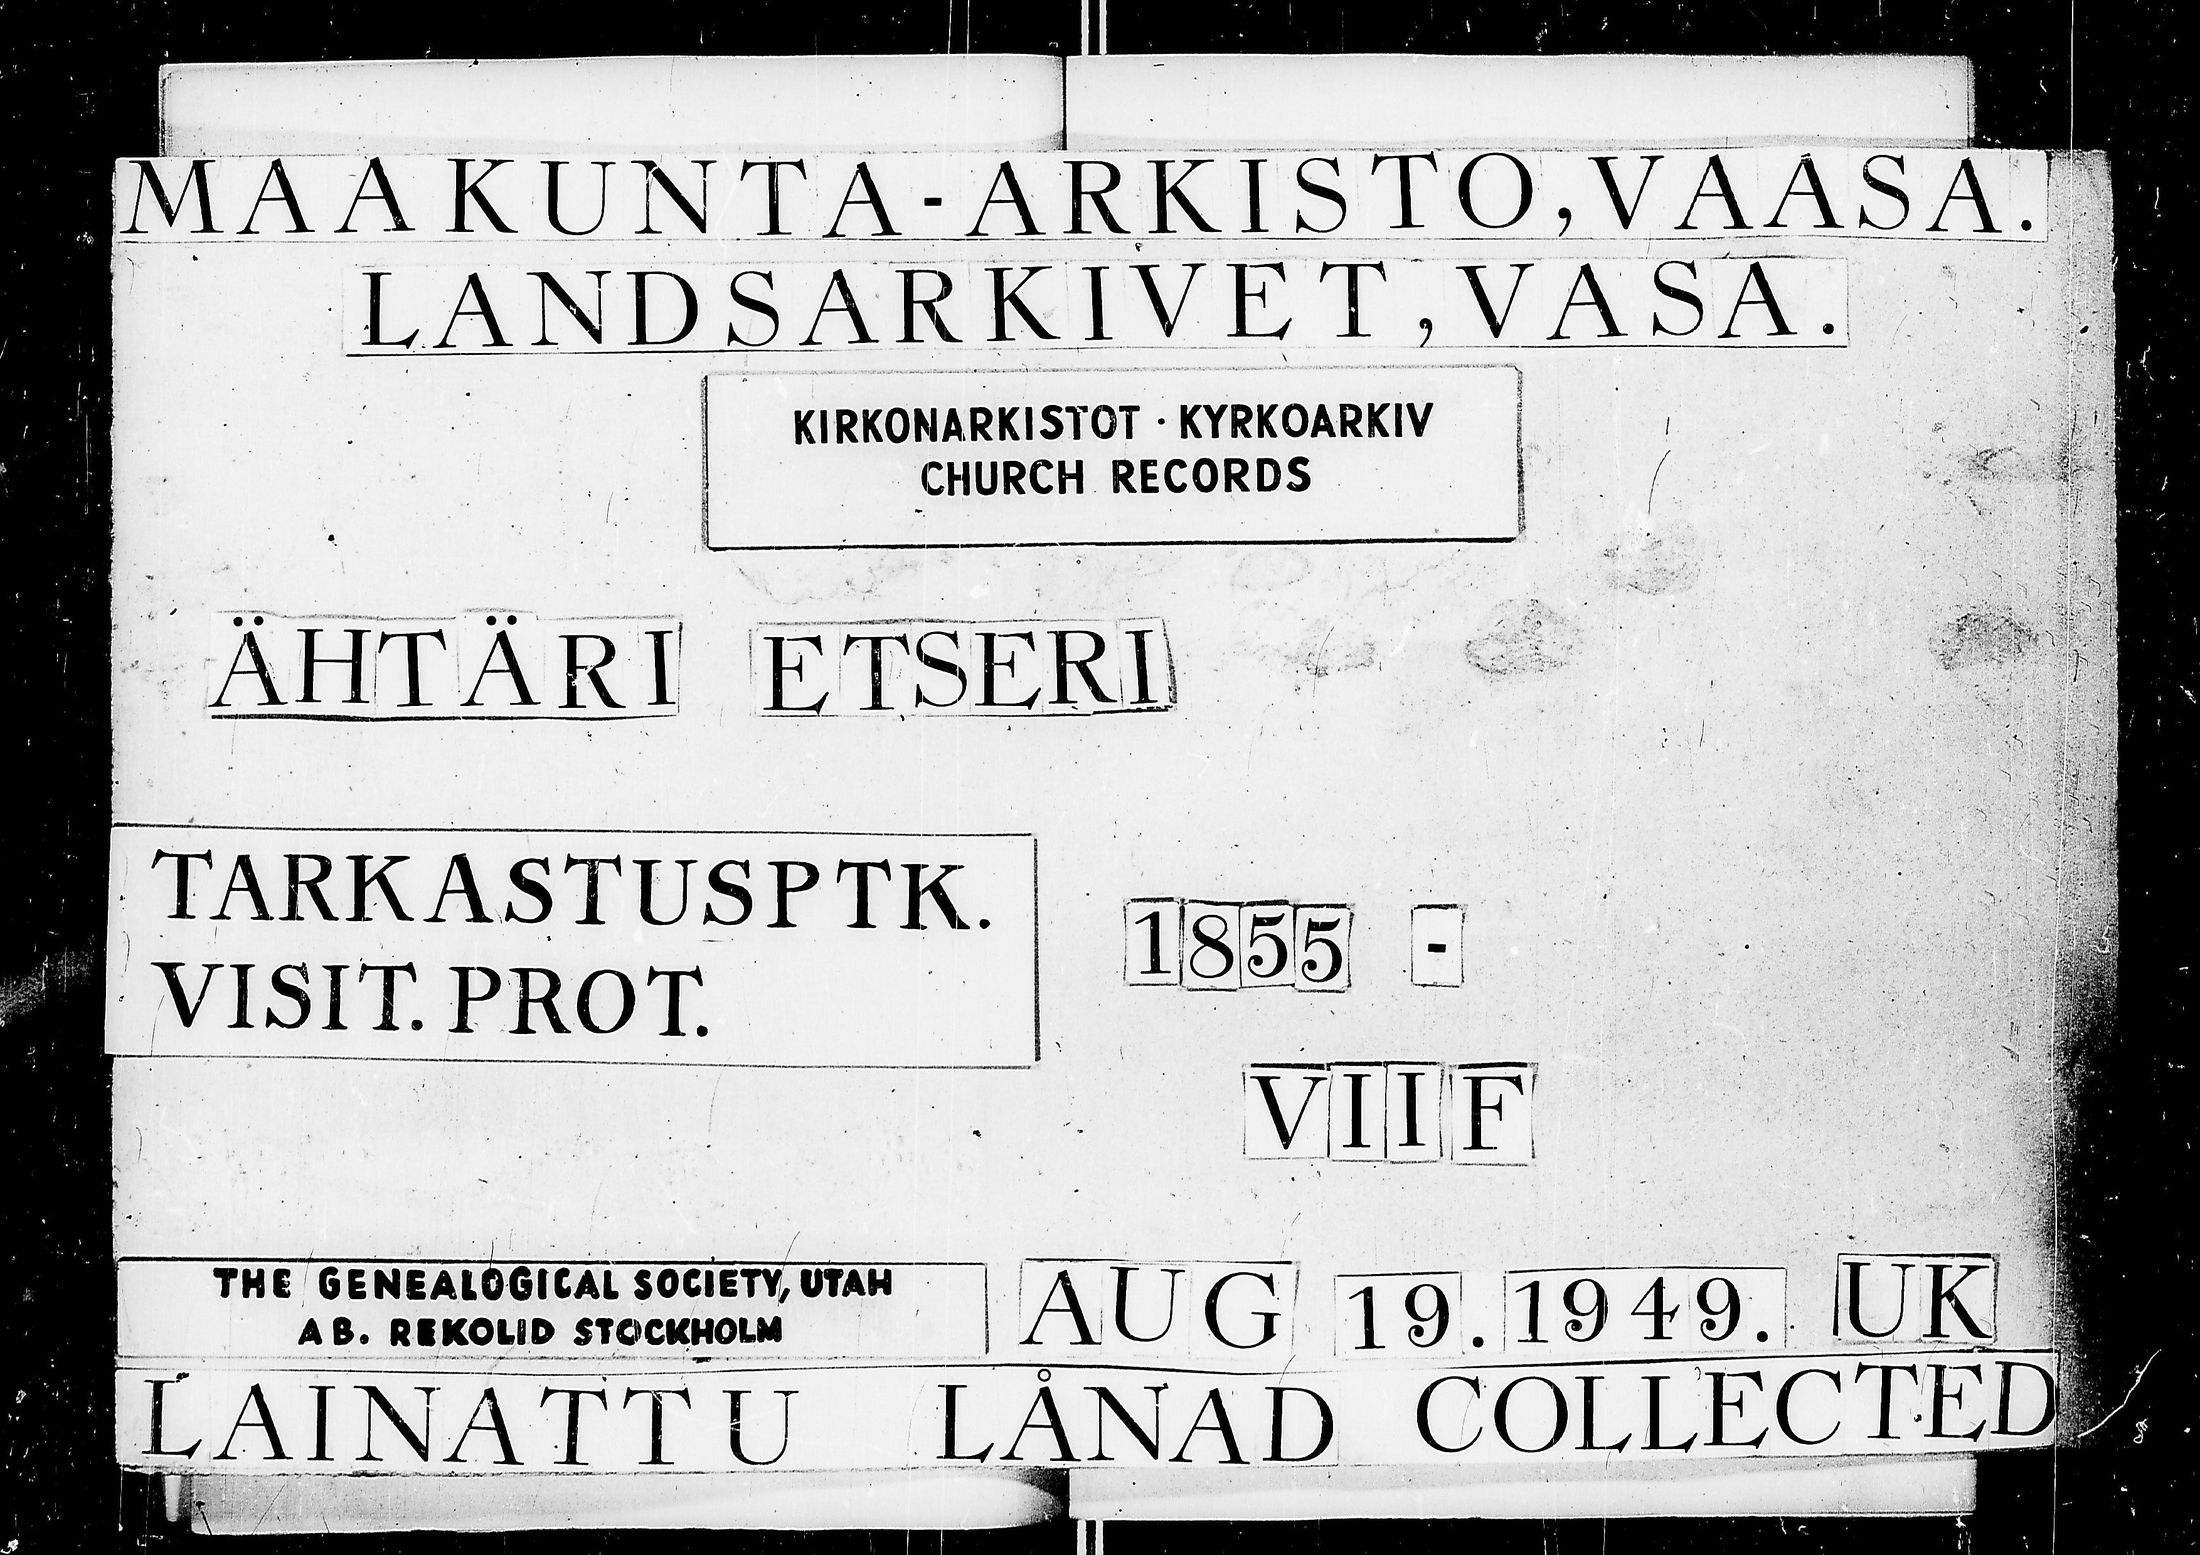 MAAKUNTA-ARKISTO, VAASA.
LANDSARKIVET, VASA.
KIRKONARKISTOT · KYRKOARKIV
CHURCH RECORDS
ÄHTÄRI ETSERI
TARKASTUSPTK.
VISIT. PROT.
1855 -
VII F
THE GENEALOGICAL SOCIETY, UTAH
AB. REKOLID STOCKHOLM
AUG 19. 1949. UK
LAINATTU LÅNAD COLLECTED